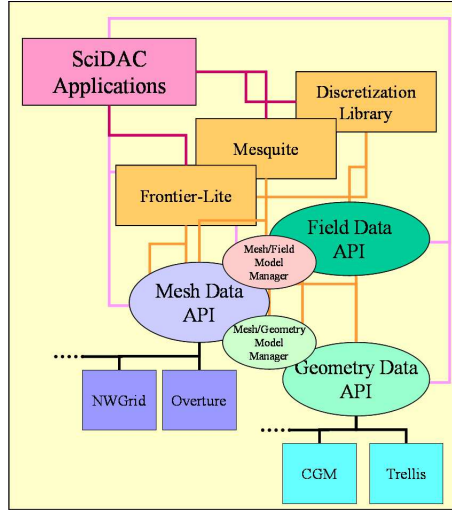 SciDAC
Applications
Discretization
Library
Mesquite
Frontier-Lite
Field Data
API
Mesh/Field
Model
Manager
Mesh Data
API
Mesh/Geometry
Model
Manager
Geometry Data
API
NWGrid
Overture
CGM
Trellis